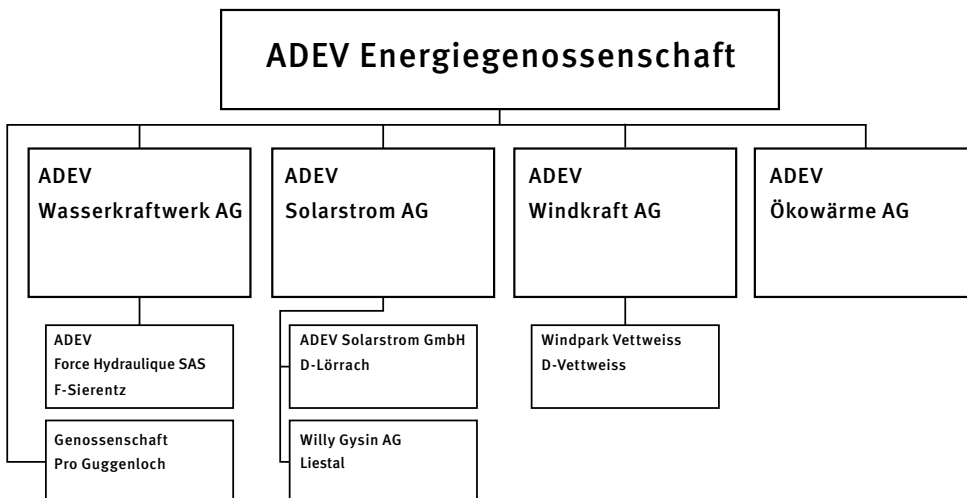 ADEV Energiegenossenschaft
ADEV
Wasserkraftwerk AG
ADEV
Solarstrom AG
ADEV
Windkraft AG
ADEV
Ökowärme AG
ADEV
Force Hydraulique SAS
F-Sierentz
ADEV Solarstrom GmbH
D-Lörrach
Windpark Vettweiss
D-Vettweiss
Genossenschaft
Pro Guggenloch
Willy Gysin AG
Liestal